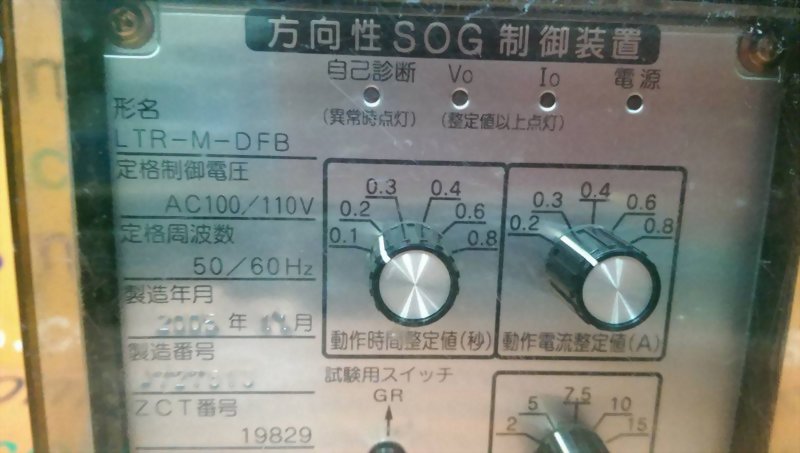 方向性SOG制御装置
自己診断 Vo Io 電源
(異常時点灯) (整定値以上点灯)
形名
LTR-M-DFB
定格制御電圧
AC100/110V
定格周波数
50/60Hz
製造年月
年 月
製造番号
ZCT番号
19829
0.1 0.2 0.3 0.4 0.6 0.8
動作時間整定値(秒)
0.2 0.3 0.4 0.6 0.8
動作電流整定値(A)
試験用スイッチ
GR
2 5 7.5 10 15